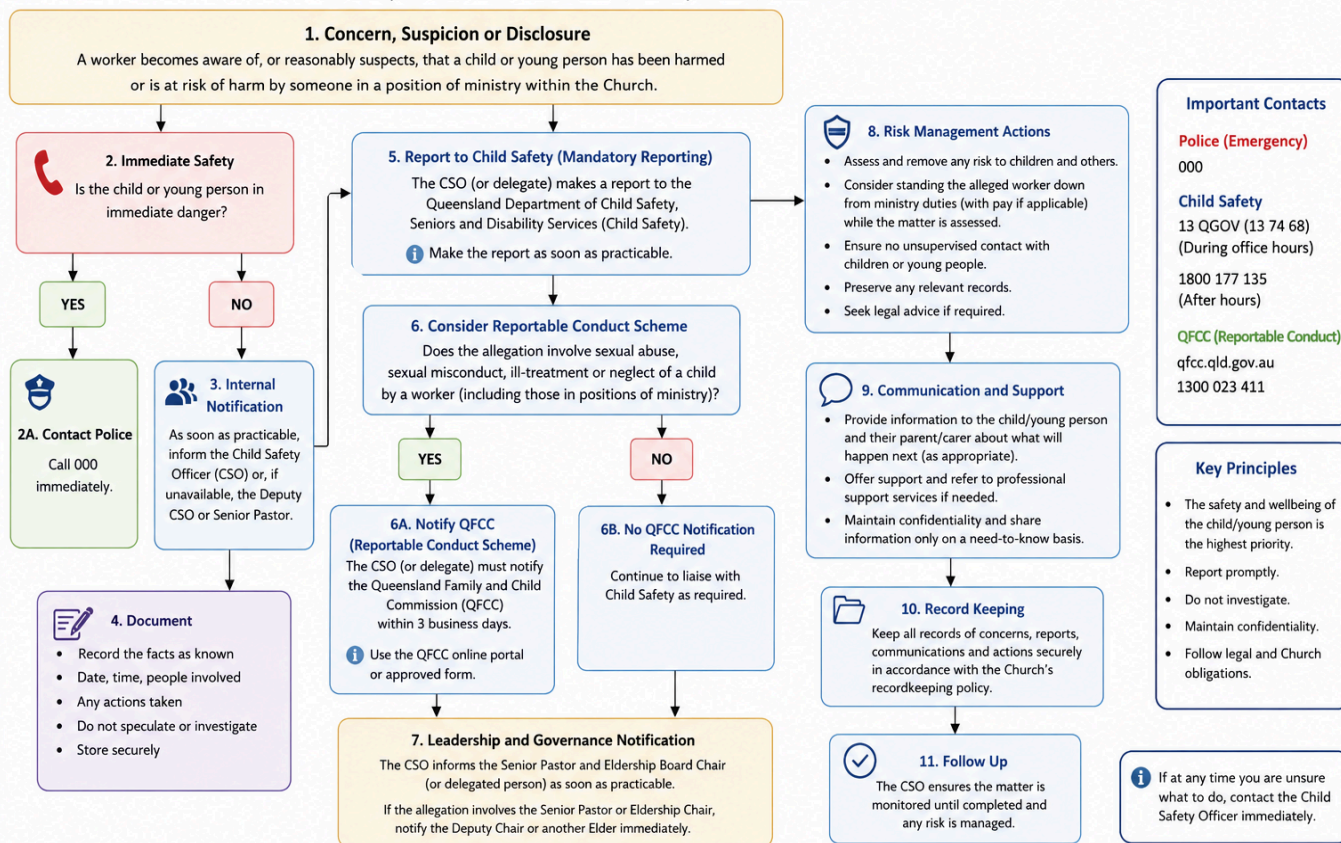 1. Concern, Suspicion or Disclosure
A worker becomes aware of, or reasonably suspects, that a child or young person has been harmed
or is at risk of harm by someone in a position of ministry within the Church.
2. Immediate Safety
Is the child or young person in
immediate danger?
YES
NO
2A. Contact Police
Call 000
immediately.
3. Internal
Notification
As soon as practicable,
inform the Child Safety
Officer (CSO) or, if
unavailable, the Deputy
CSO or Senior Pastor.
4. Document
• Record the facts as known
• Date, time, people involved
• Any actions taken
• Do not speculate or investigate
• Store securely
5. Report to Child Safety (Mandatory Reporting)
The CSO (or delegate) makes a report to the
Queensland Department of Child Safety,
Seniors and Disability Services (Child Safety).
i Make the report as soon as practicable.
6. Consider Reportable Conduct Scheme
Does the allegation involve sexual abuse,
sexual misconduct, ill-treatment or neglect of a child
by a worker (including those in positions of ministry)?
YES
NO
6A. Notify QFCC
(Reportable Conduct Scheme)
The CSO (or delegate) must notify
the Queensland Family and Child
Commission (QFCC)
within 3 business days.
i Use the QFCC online portal
or approved form.
6B. No QFCC Notification
Required
Continue to liaise with
Child Safety as required.
7. Leadership and Governance Notification
The CSO informs the Senior Pastor and Eldership Board Chair
(or delegated person) as soon as practicable.
If the allegation involves the Senior Pastor or Eldership Chair,
notify the Deputy Chair or another Elder immediately.
8. Risk Management Actions
• Assess and remove any risk to children and others.
• Consider standing the alleged worker down
from ministry duties (with pay if applicable)
while the matter is assessed.
• Ensure no unsupervised contact with
children or young people.
• Preserve any relevant records.
• Seek legal advice if required.
9. Communication and Support
• Provide information to the child/young person
and their parent/carer about what will
happen next (as appropriate).
• Offer support and refer to professional
support services if needed.
• Maintain confidentiality and share
information only on a need-to-know basis.
10. Record Keeping
Keep all records of concerns, reports,
communications and actions securely
in accordance with the Church's
recordkeeping policy.
11. Follow Up
The CSO ensures the matter is
monitored until completed and
any risk is managed.
Important Contacts
Police (Emergency)
000
Child Safety
13 QGOV (13 74 68)
(During office hours)
1800 177 135
(After hours)
QFCC (Reportable Conduct)
qfcc.qld.gov.au
1300 023 411
Key Principles
• The safety and wellbeing of
the child/young person is
the highest priority.
• Report promptly.
• Do not investigate.
• Maintain confidentiality.
• Follow legal and Church
obligations.
i If at any time you are unsure
what to do, contact the Child
Safety Officer immediately.